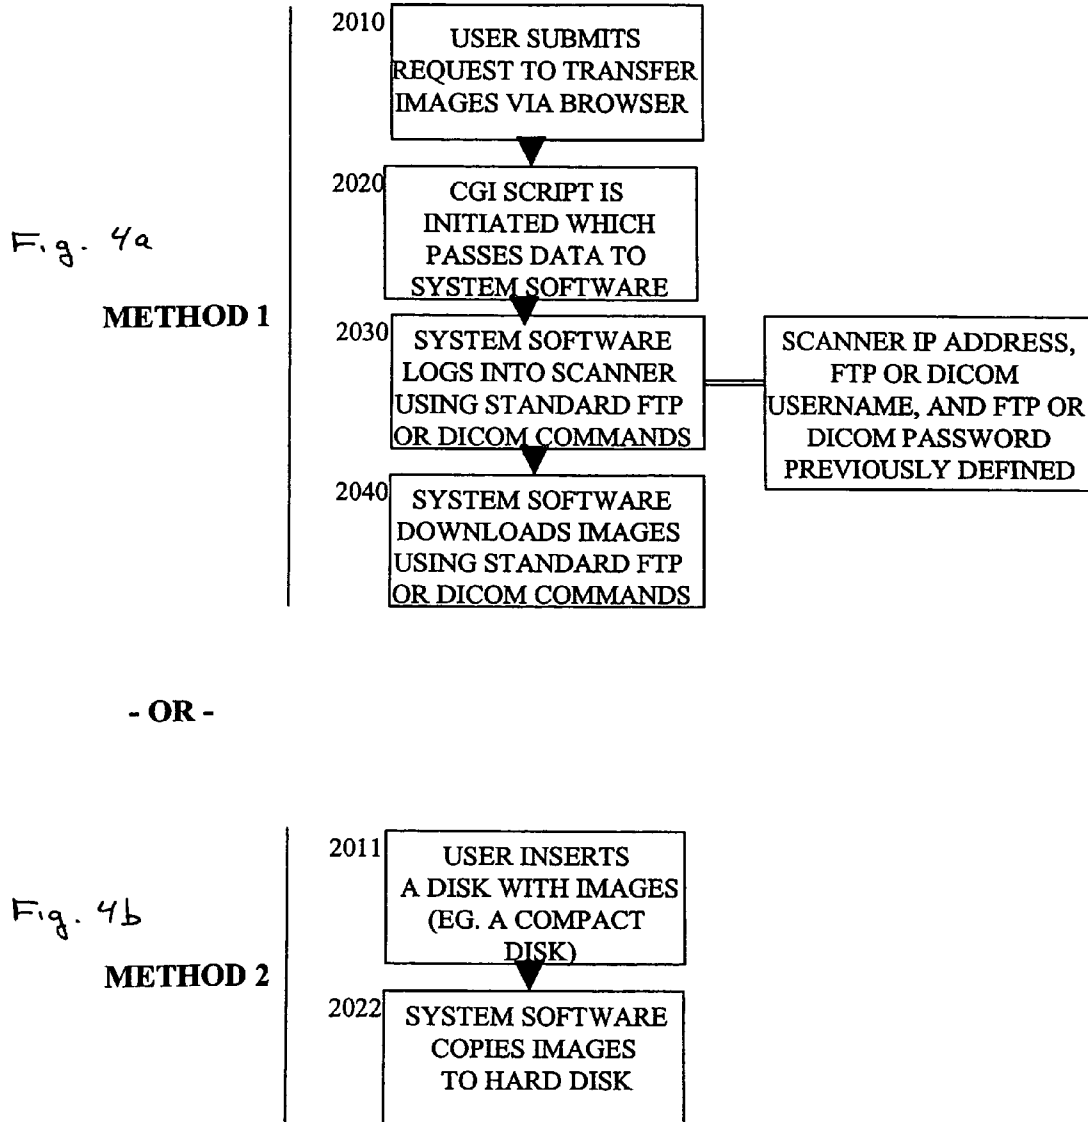 Fig. 4a
METHOD 1
2010
USER SUBMITS
REQUEST TO TRANSFER
IMAGES VIA BROWSER
2020
CGI SCRIPT IS
INITIATED WHICH
PASSES DATA TO
SYSTEM SOFTWARE
2030
SYSTEM SOFTWARE
LOGS INTO SCANNER
USING STANDARD FTP
OR DICOM COMMANDS
SCANNER IP ADDRESS,
FTP OR DICOM
USERNAME, AND FTP OR
DICOM PASSWORD
PREVIOUSLY DEFINED
2040
SYSTEM SOFTWARE
DOWNLOADS IMAGES
USING STANDARD FTP
OR DICOM COMMANDS
- OR -
Fig. 4b
METHOD 2
2011
USER INSERTS
A DISK WITH IMAGES
(EG. A COMPACT
DISK)
2022
SYSTEM SOFTWARE
COPIES IMAGES
TO HARD DISK